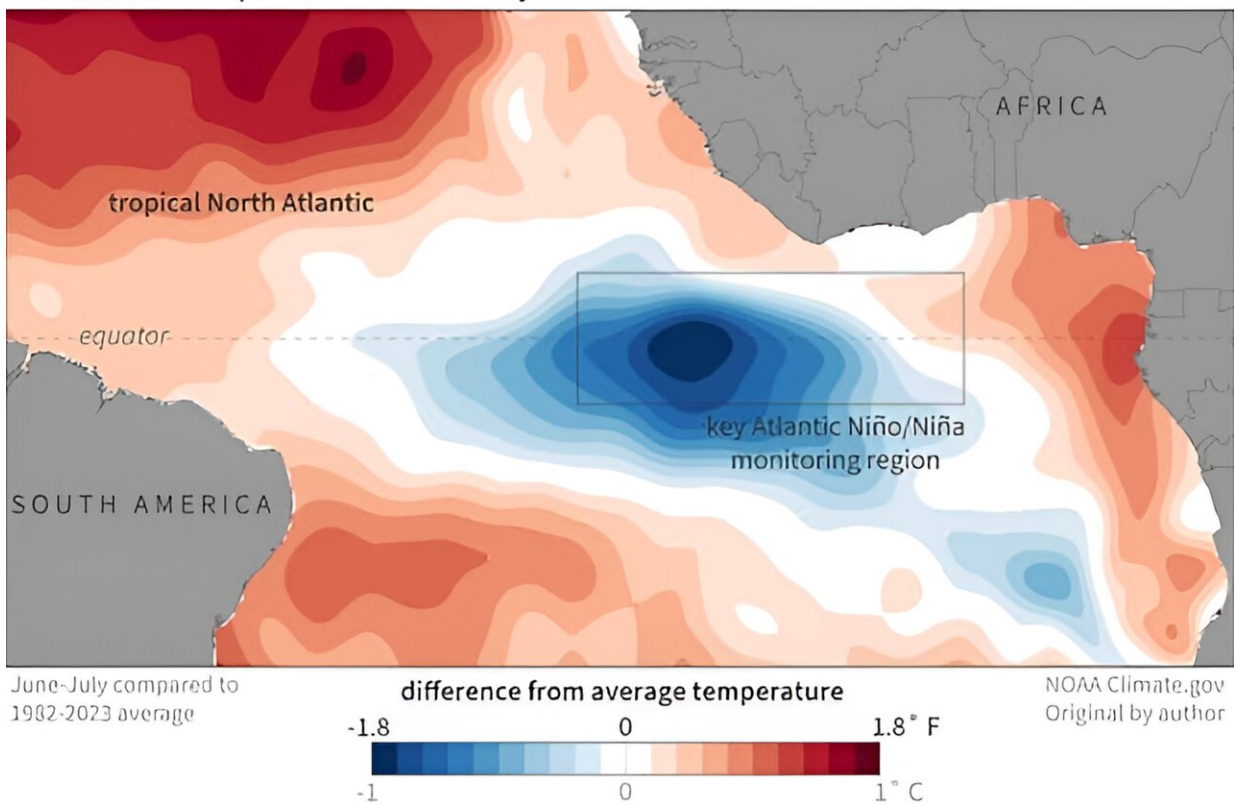 AFRICA
tropical North Atlantic
equator
key Atlantic Niño/Niña
monitoring region
SOUTH AMERICA
June-July compared to
1982-2023 average
difference from average temperature
NOAA Climate.gov
Original by author
-1.8 0 1.8° F
-1 0 1° C